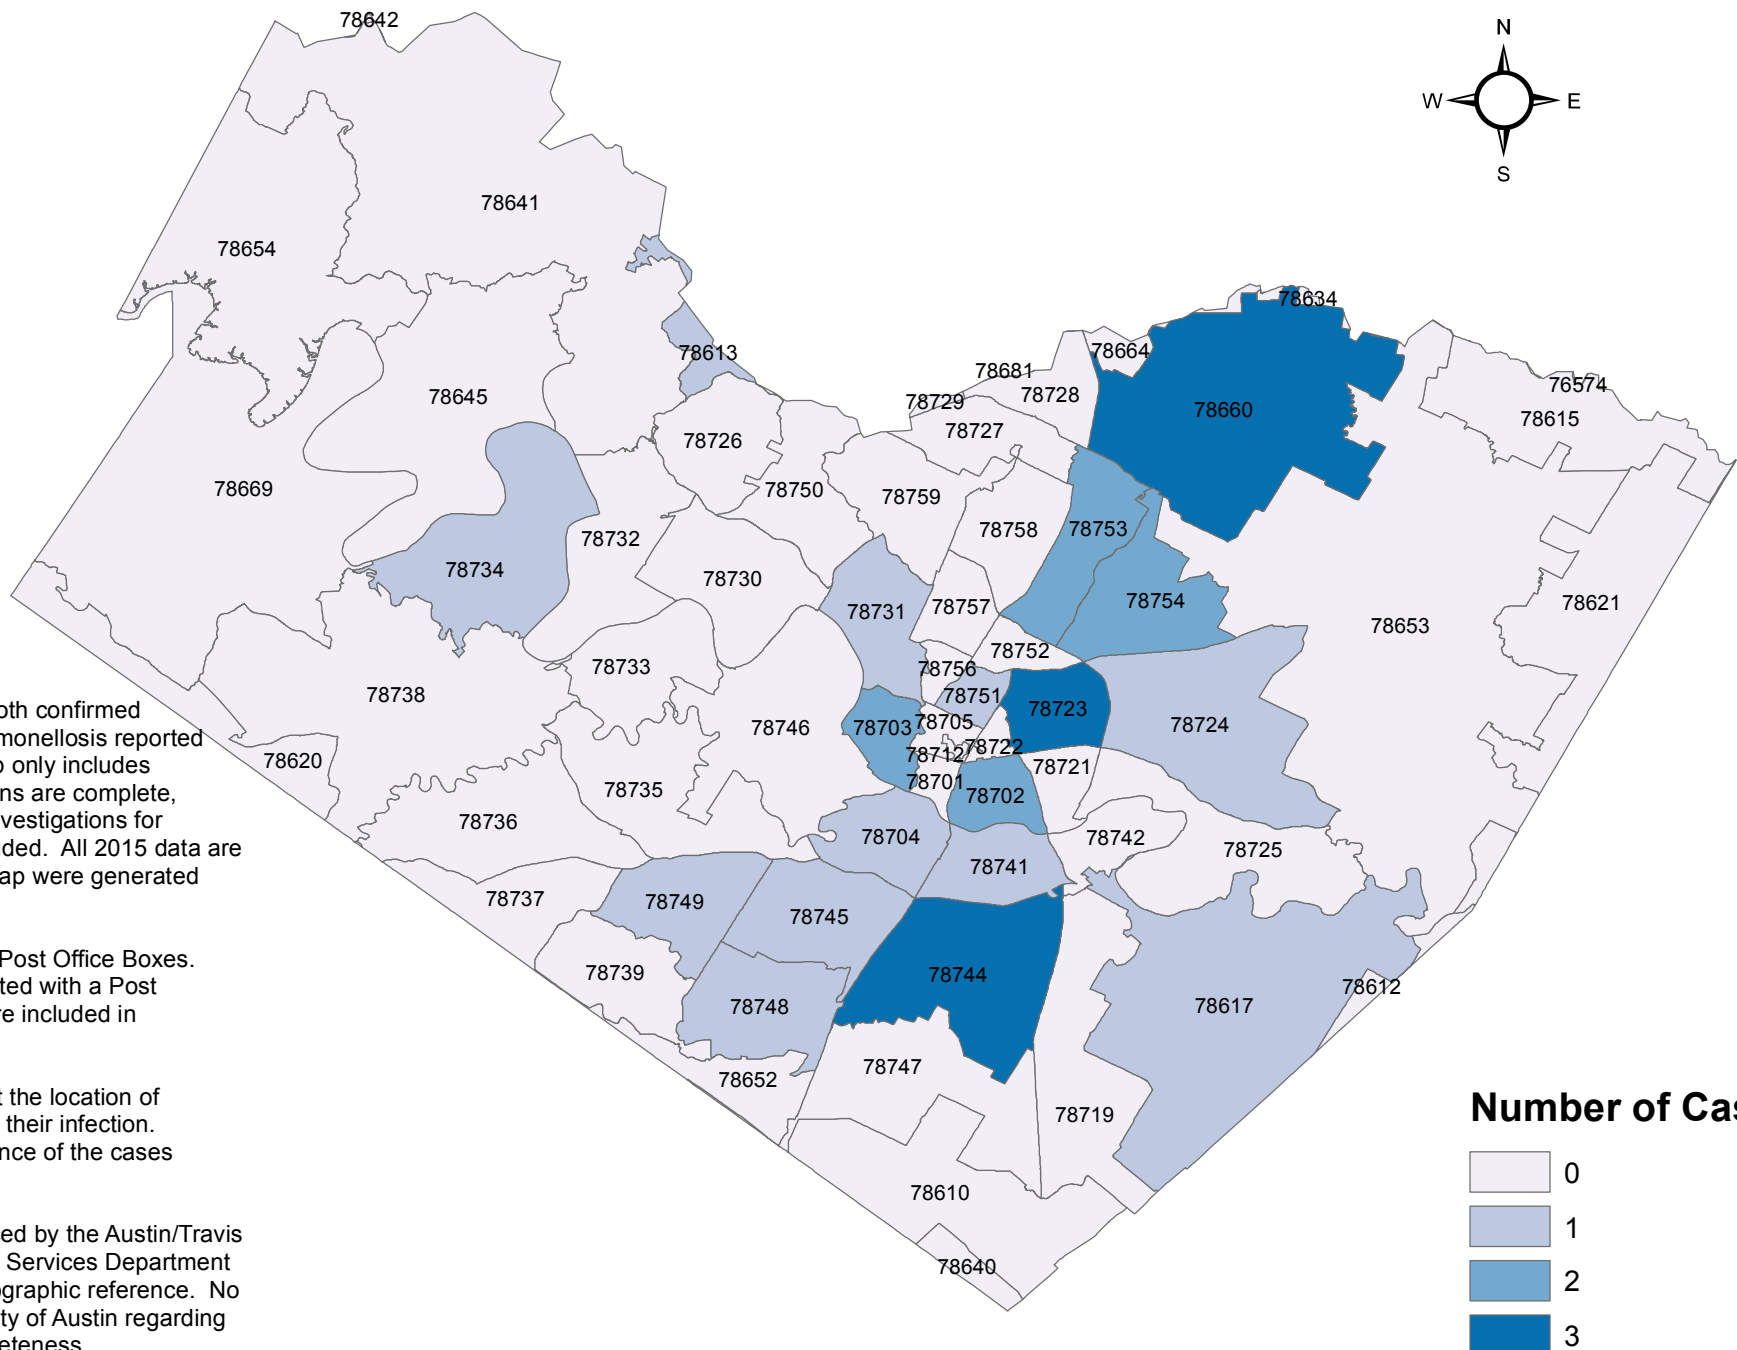 78642
N
W
E
S
78641
78654
78634
78613
78664
78681
76574
78645
78728
78729
78660
78615
78727
78726
78669
78750
78759
78758
78753
78732
78734
78730
78754
78731
78757
78621
78653
78752
78733
78756
78738
78751
78723
oth confirmed
78703
78705
78724
78746
monellosis reported
78712
78722
78620
o only includes
78721
78701
ns are complete,
78735
78702
vestigations for
78736
78704
78742
ded.  All 2015 data are
78725
78741
ap were generated
78737
78749
78745
Post Office Boxes.
78739
78744
ted with a Post
78612
78748
78617
re included in
78747
78652
t the location of
Number of Cas
78719
their infection.
nce of the cases
0
78610
1
ced by the Austin/Travis
Services Department
78640
2
ographic reference.  No
ty of Austin regarding
3
eteness